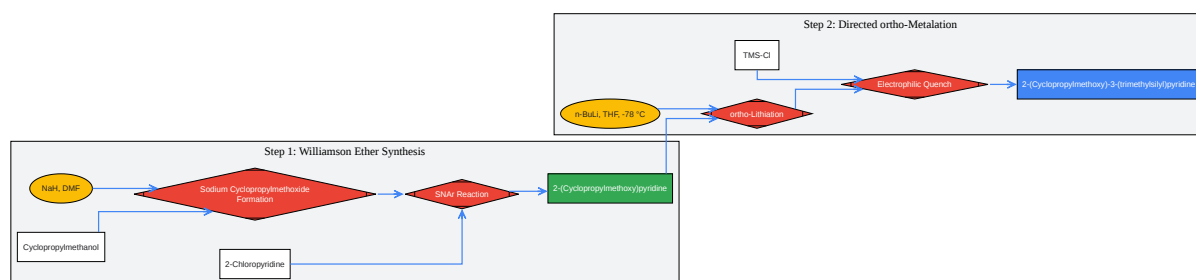 Step 2: Directed ortho-Metalation
TMS-Cl
Electrophilic Quench
2-(Cyclopropylmethoxy)-3-(trimethylsilyl)pyridine
n-BuLi, THF, -78 °C
ortho-Lithiation
Step 1: Williamson Ether Synthesis
NaH, DMF
Sodium Cyclopropylmethoxide
Formation
SNAr Reaction
2-(Cyclopropylmethoxy)pyridine
Cyclopropylmethanol
2-Chloropyridine